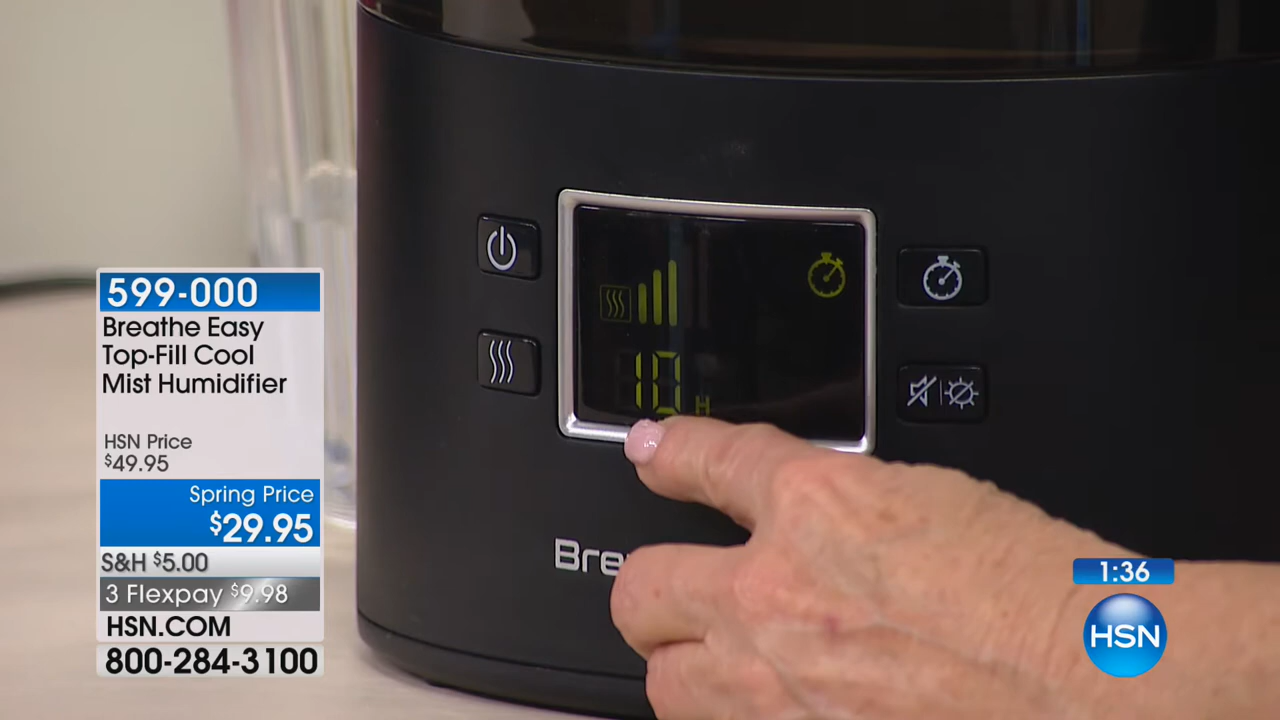 599-000
Breathe Easy
Top-Fill Cool
Mist Humidifier
HSN Price
$49.95
Spring Price
$29.95
S&H $5.00
3 Flexpay $9.98
HSN.COM
800-284-3100
10 H
1:36
HSN